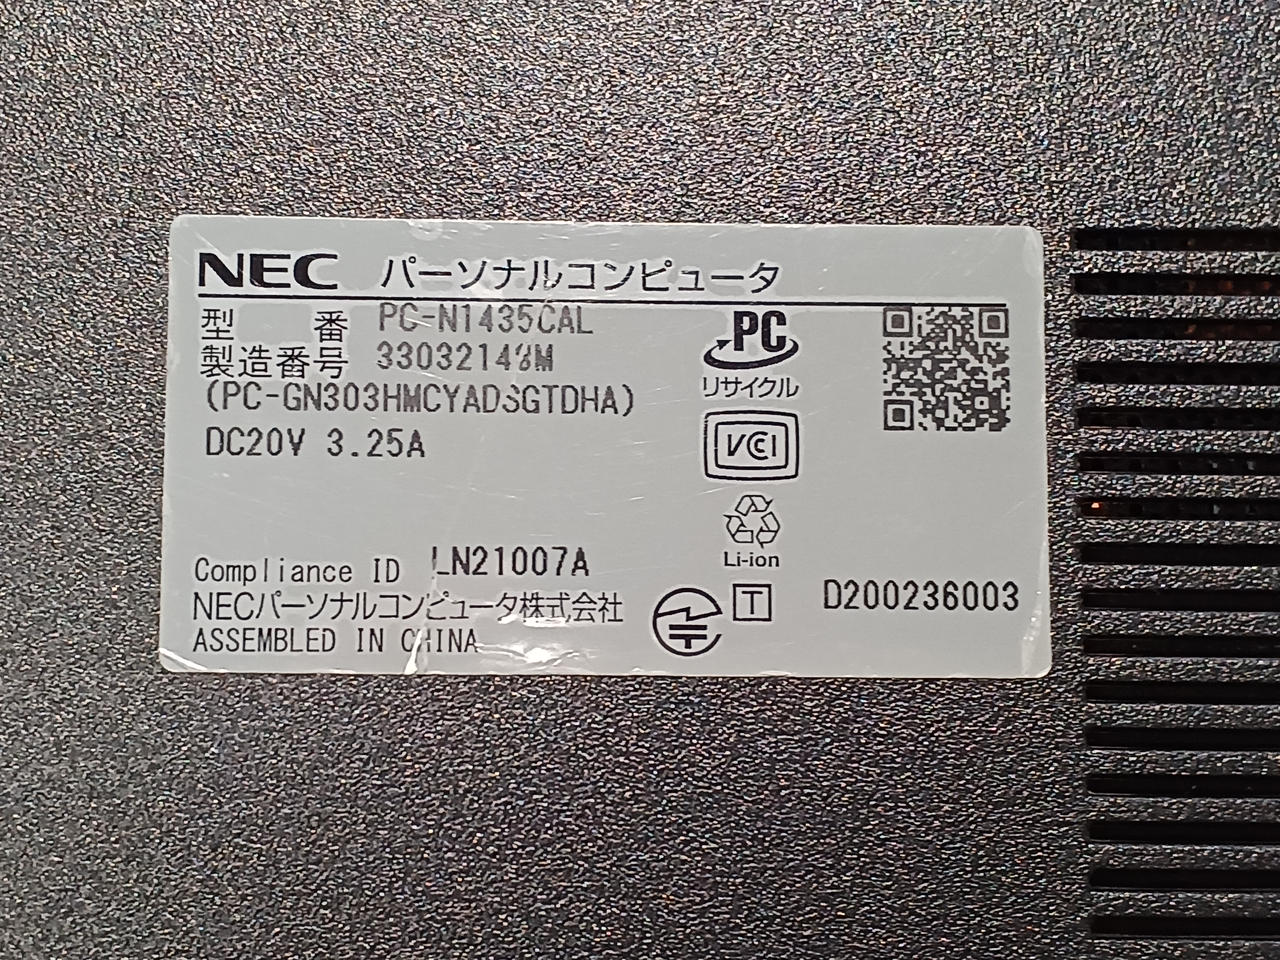 NEC パーソナルコンピュータ
型番 PC-N1435CAL
製造番号
(PC-GN303HMCYADSGTDHA)
DC20V 3.25A
PC
リサイクル
VCI
Li-ion
Compliance ID LN21007A
NECパーソナルコンピュータ株式会社
ASSEMBLED IN CHINA
T
D200236003